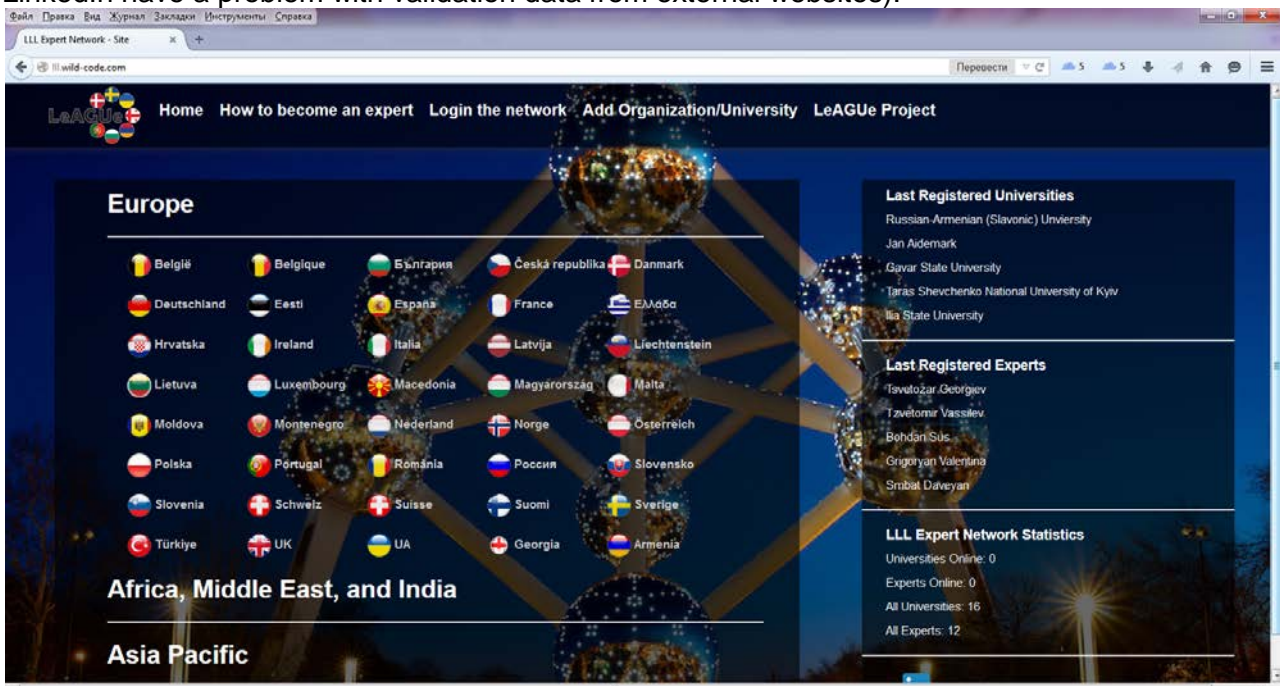 LinkedIn have a problem with validation data from external websites).
Файл Правка Вид Журнал Закладки Инструменты Справка
LLL Expert Network - Site × +
lll.wild-code.com Перевести 5 5
LeAGUe Home How to become an expert Login the network Add Organization/University LeAGUe Project
Europe
België Belgique България Česká republika Danmark
Deutschland Eesti España France Ελλάδα
Hrvatska Ireland Italia Latvija Liechtenstein
Lietuva Luxembourg Macedonia Magyarország Malta
Moldova Montenegro Nederland Norge Österreich
Polska Portugal România Россия Slovensko
Slovenia Schweiz Suisse Suomi Sverige
Türkiye UK UA Georgia Armenia
Africa, Middle East, and India
Asia Pacific
Last Registered Universities
Russian-Armenian (Slavonic) Unviersity
Jan Aidemark
Gavar State University
Taras Shevchenko National University of Kyiv
Ilia State University
Last Registered Experts
Tsvetozar Georgiev
Tzvetomir Vassilev
Bohdan Sus
Grigoryan Valentina
Smbat Daveyan
LLL Expert Network Statistics
Universities Online: 0
Experts Online: 0
All Universities: 16
All Experts: 12